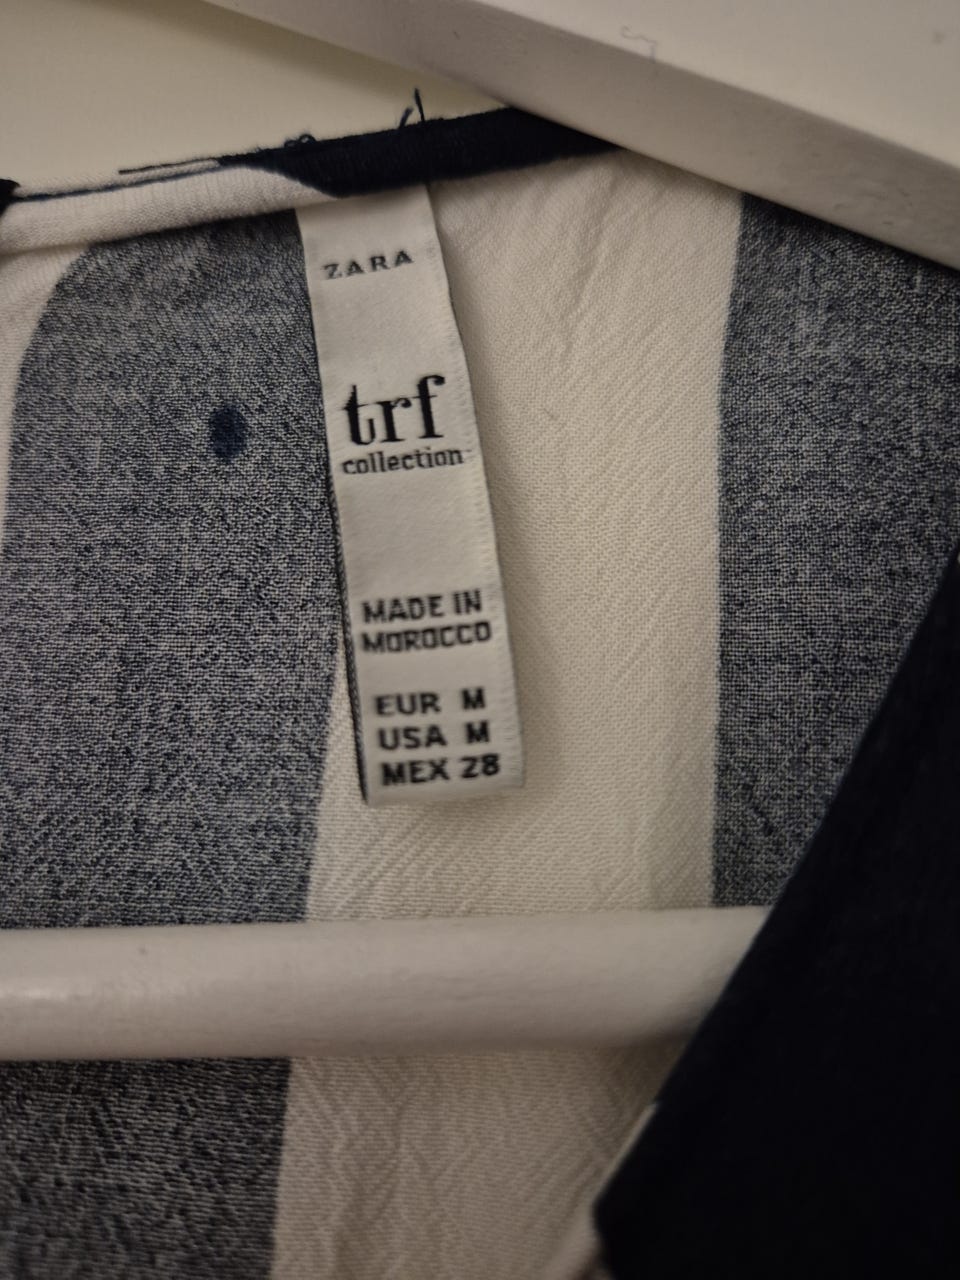 ZARA
trf
collection
MADE IN
MOROCCO
EUR M
USA M
MEX 28